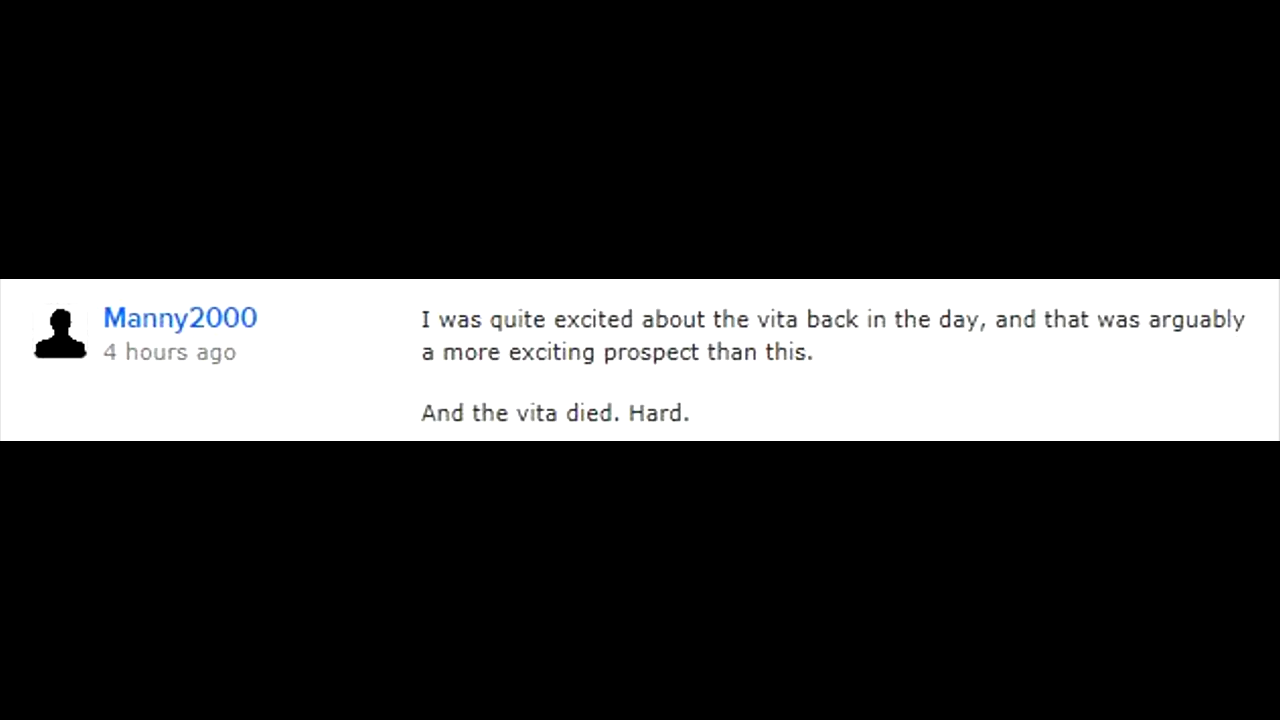 Manny2000
4 hours ago
I was quite excited about the vita back in the day, and that was arguably
a more exciting prospect than this.
And the vita died. Hard.